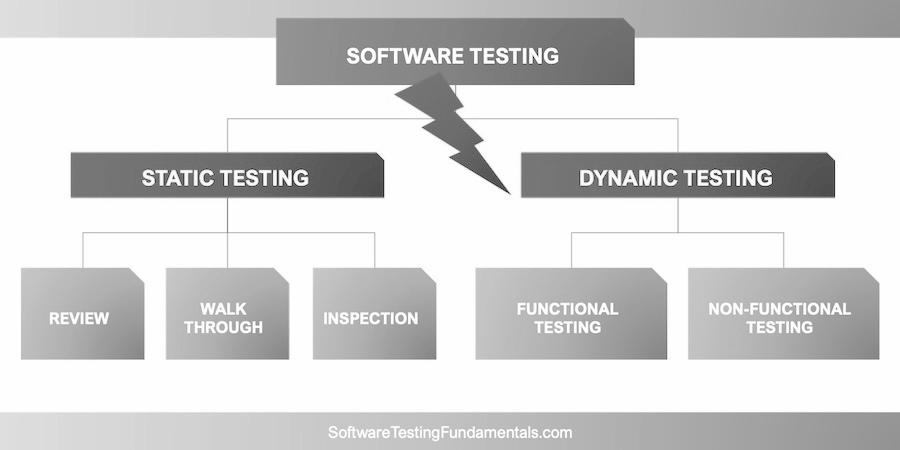 SOFTWARE TESTING
STATIC TESTING
DYNAMIC TESTING
REVIEW
WALK
THROUGH
INSPECTION
FUNCTIONAL
TESTING
NON-FUNCTIONAL
TESTING
SoftwareTestingFundamentals.com